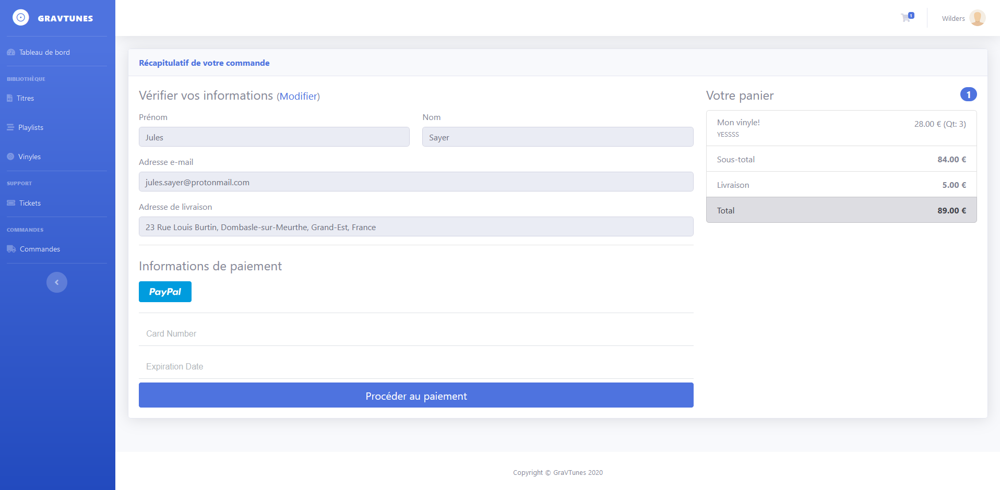 GRAVTUNES
Tableau de bord
BIBLIOTHÈQUE
Titres
Playlists
Vinyles
SUPPORT
Tickets
COMMANDES
Commandes
1
Wilders
Récapitulatif de votre commande
Vérifier vos informations (Modifier)
Prénom
Jules
Nom
Sayer
Adresse e-mail
jules.sayer@protonmail.com
Adresse de livraison
23 Rue Louis Burtin, Dombasle-sur-Meurthe, Grand-Est, France
Informations de paiement
PayPal
Card Number
Expiration Date
Procéder au paiement
Votre panier 1
Mon vinyle! 28.00 € (Qt: 3)
YESSSS
Sous-total 84.00 €
Livraison 5.00 €
Total 89.00 €
Copyright © GraVTunes 2020